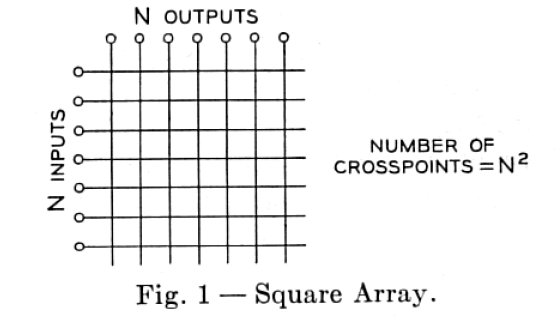 N OUTPUTS
N INPUTS
NUMBER OF
CROSSPOINTS = N²
Fig. 1 — Square Array.